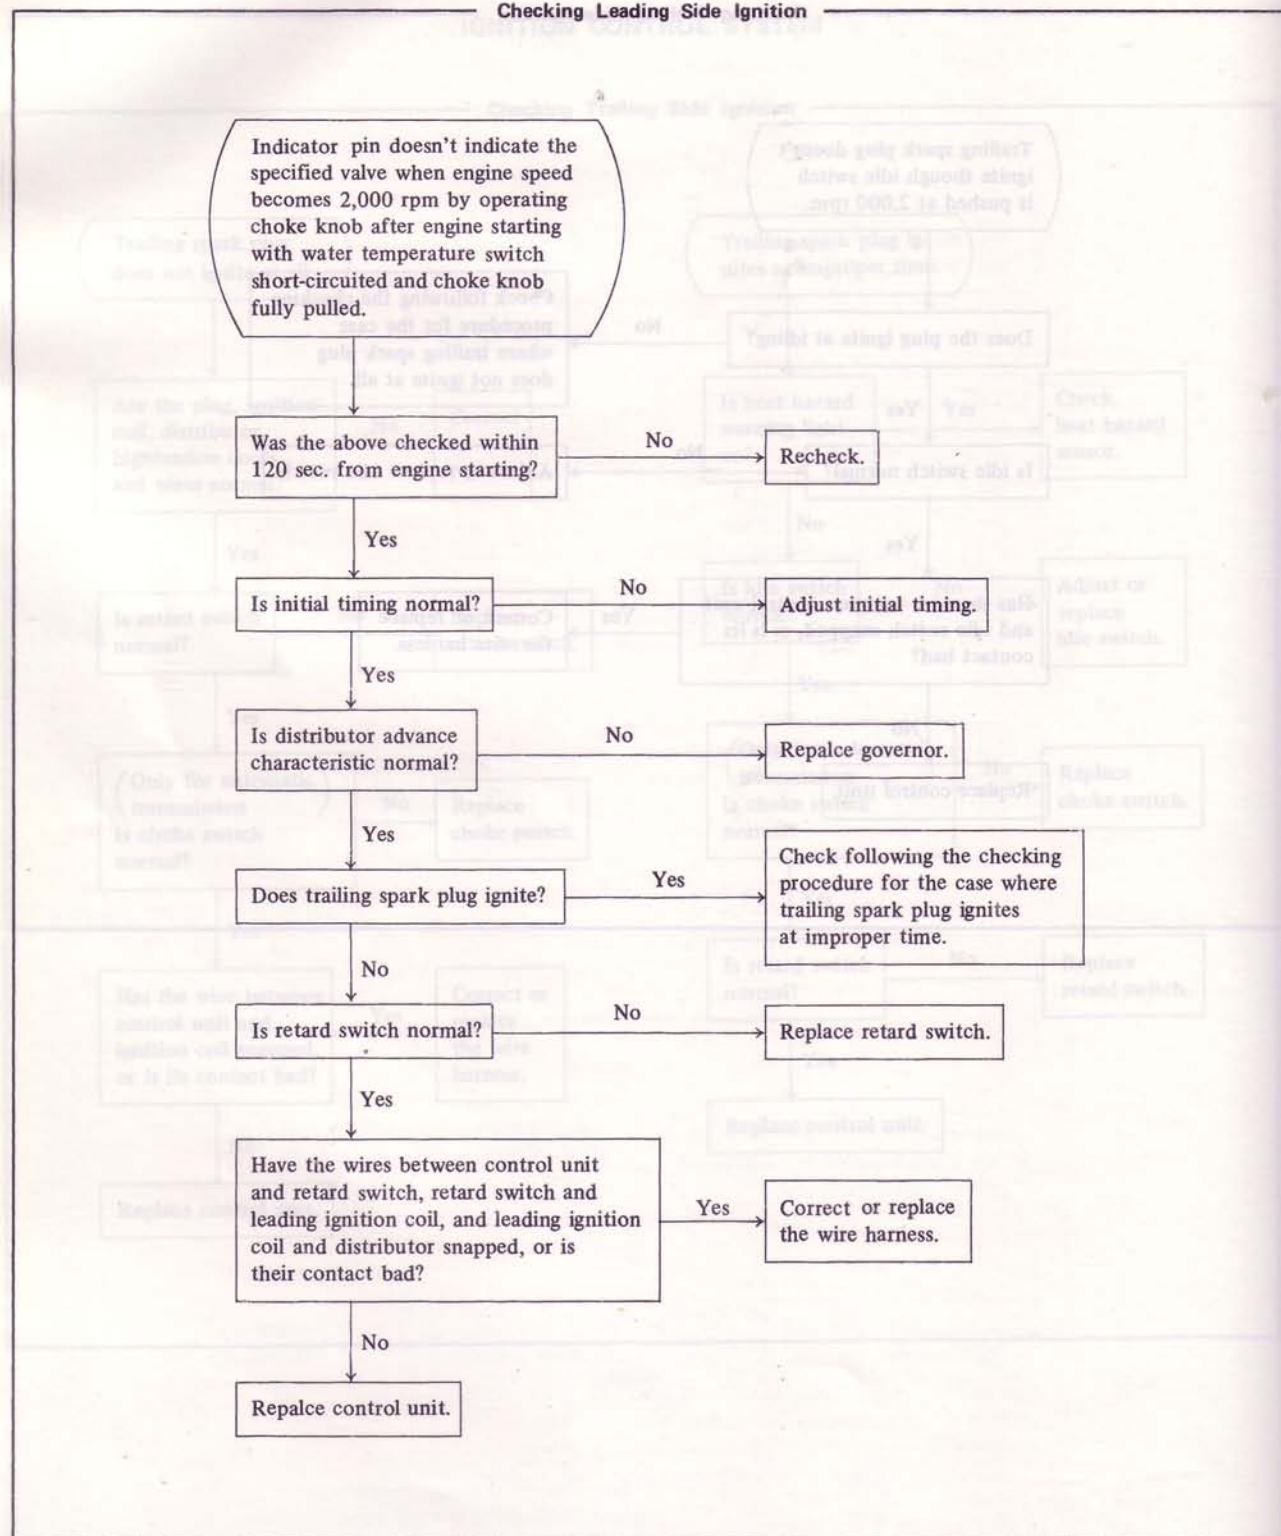 Checking Leading Side Ignition
Indicator pin doesn't indicate the
specified valve when engine speed
becomes 2,000 rpm by operating
choke knob after engine starting
with water temperature switch
short-circuited and choke knob
fully pulled.
Was the above checked within
120 sec. from engine starting?
No
Recheck.
Yes
Is initial timing normal?
No
Adjust initial timing.
Yes
Is distributor advance
characteristic normal?
No
Repalce governor.
Yes
Does trailing spark plug ignite?
Yes
Check following the checking
procedure for the case where
trailing spark plug ignites
at improper time.
No
Is retard switch normal?
No
Replace retard switch.
Yes
Have the wires between control unit
and retard switch, retard switch and
leading ignition coil, and leading ignition
coil and distributor snapped, or is
their contact bad?
Yes
Correct or replace
the wire harness.
No
Repalce control unit.